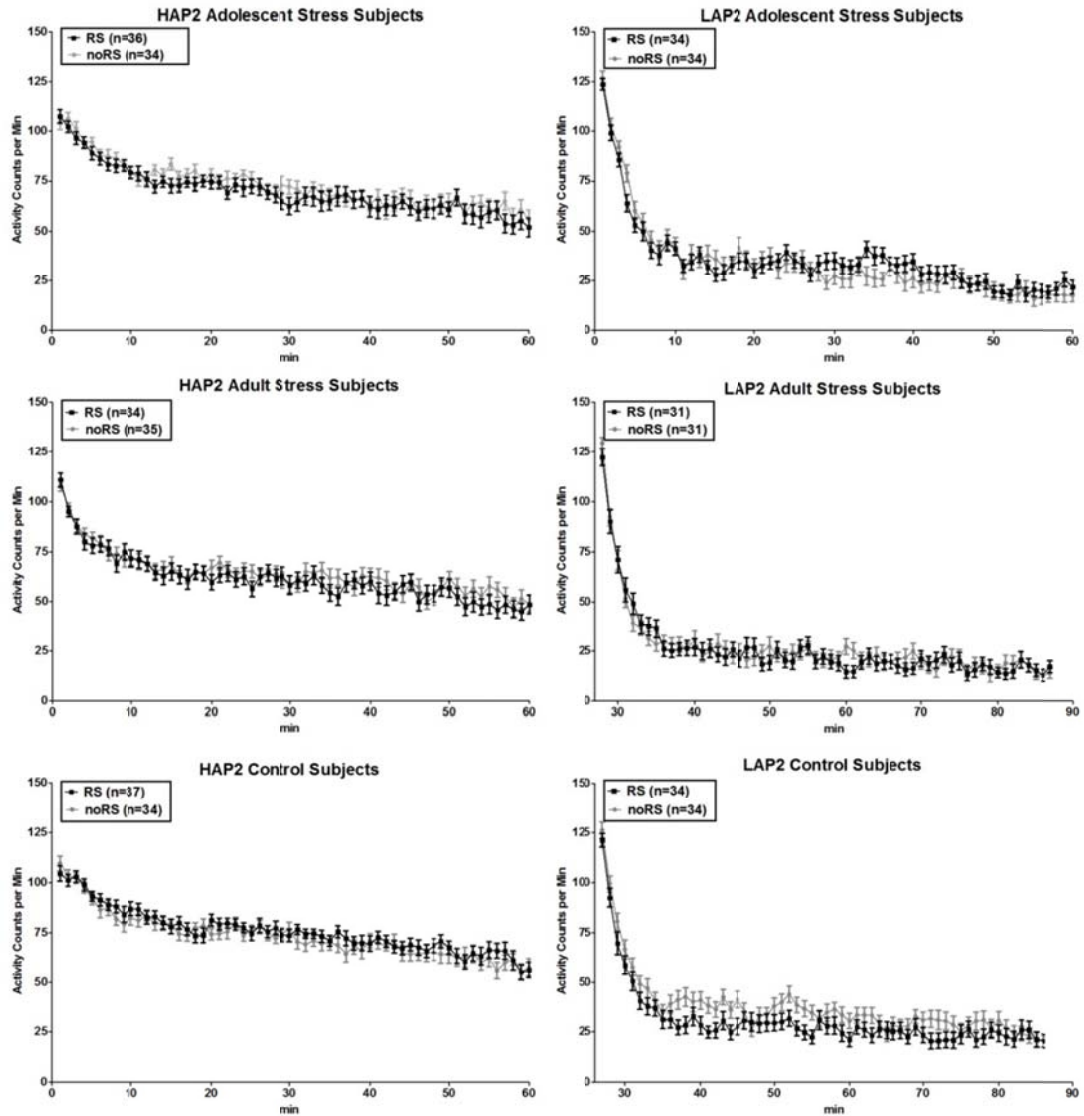 HAP2 Adolescent Stress Subjects
150
125
100
75
50
25
0
Activity Counts per Min
RS (n=36)
noRS (n=34)
0 10 20 30 40 50 60
min
LAP2 Adolescent Stress Subjects
150
125
100
75
50
25
0
Activity Counts per Min
RS (n=34)
noRS (n=34)
0 10 20 30 40 50 60
min
HAP2 Adult Stress Subjects
150
125
100
75
50
25
0
Activity Counts per Min
RS (n=34)
noRS (n=35)
0 10 20 30 40 50 60
min
LAP2 Adult Stress Subjects
150
125
100
75
50
25
0
Activity Counts per Min
RS (n=31)
noRS (n=31)
30 40 50 60 70 80 90
min
HAP2 Control Subjects
150
125
100
75
50
25
0
Activity Counts per Min
RS (n=37)
noRS (n=34)
0 10 20 30 40 50 60
min
LAP2 Control Subjects
150
125
100
75
50
25
0
Activity Counts per Min
RS (n=34)
noRS (n=34)
30 40 50 60 70 80 90
min